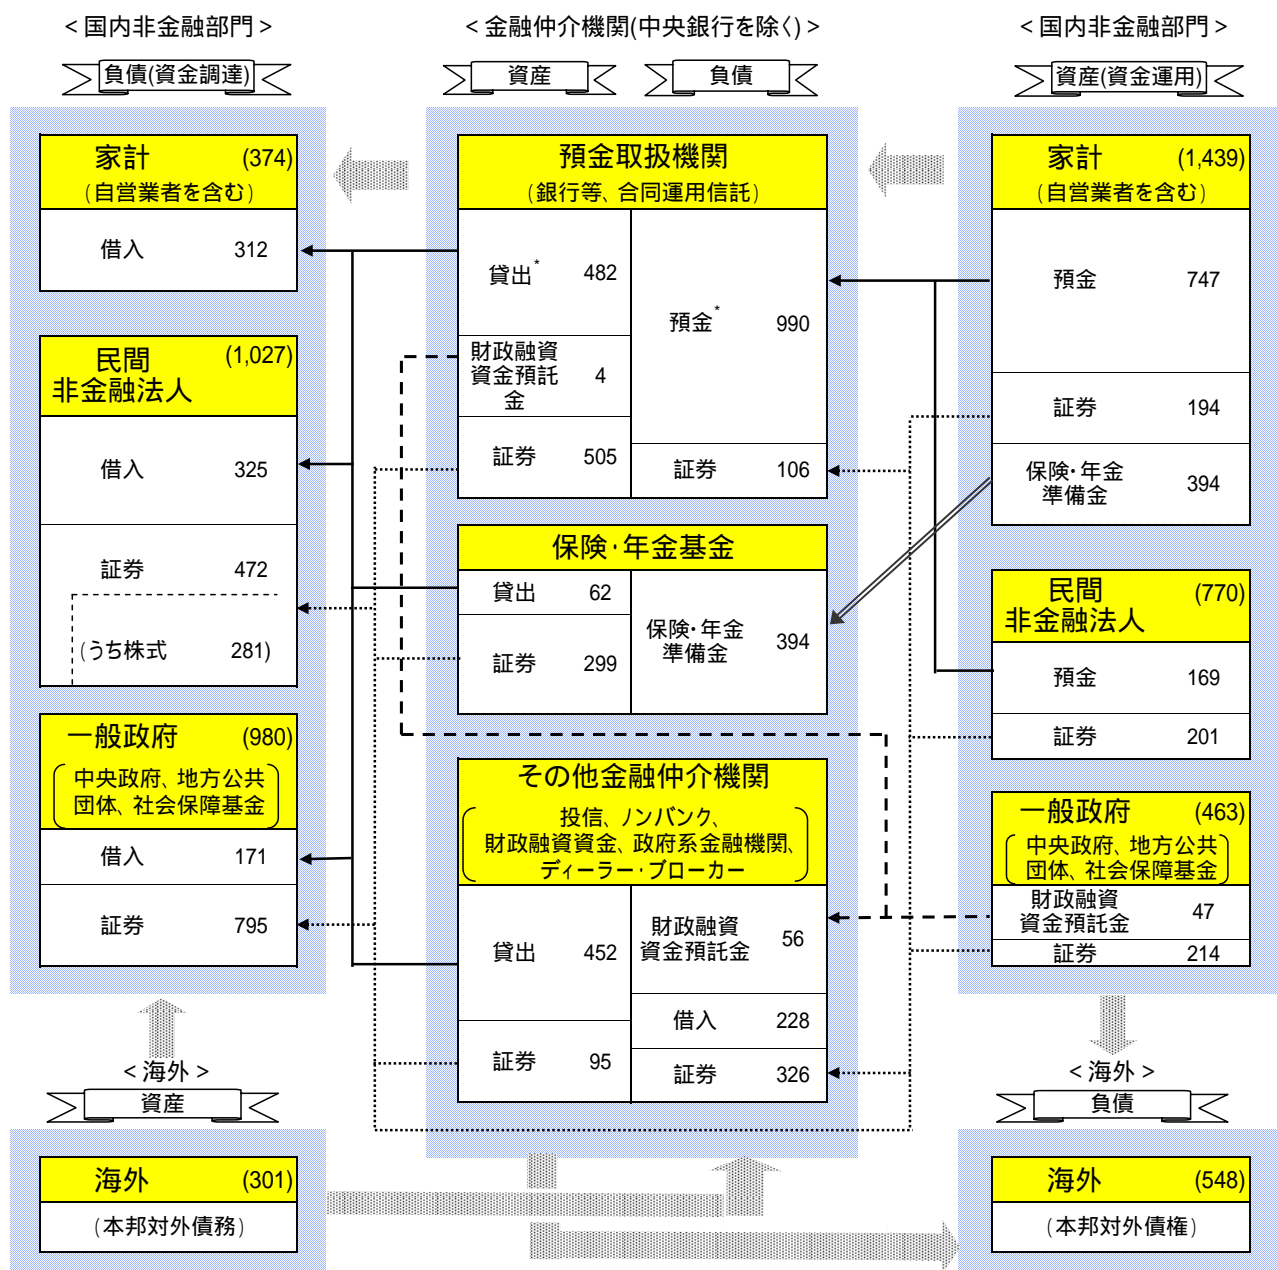 <国内非金融部門>
負債(資金調達)
家計 (374)
(自営業者を含む)
借入 312
民間 (1,027)
非金融法人
借入 325
証券 472
(うち株式 281)
一般政府 (980)
中央政府、地方公共
団体、社会保障基金
借入 171
証券 795
<海外>
資産
海外 (301)
(本邦対外債務)
<金融仲介機関(中央銀行を除く)>
資産 負債
預金取扱機関
(銀行等、合同運用信託)
貸出* 482
財政融資
資金預託 4
金
証券 505
預金* 990
証券 106
保険・年金基金
貸出 62
証券 299
保険・年金
準備金 394
その他金融仲介機関
投信、ノンバンク、
財政融資資金、政府系金融機関、
ディーラー・ブローカー
貸出 452
証券 95
財政融資
資金預託金 56
借入 228
証券 326
<国内非金融部門>
資産(資金運用)
家計 (1,439)
(自営業者を含む)
預金 747
証券 194
保険・年金
準備金 394
民間 (770)
非金融法人
預金 169
証券 201
一般政府 (463)
中央政府、地方公共
団体、社会保障基金
財政融資
資金預託金 47
証券 214
<海外>
負債
海外 (548)
(本邦対外債権)